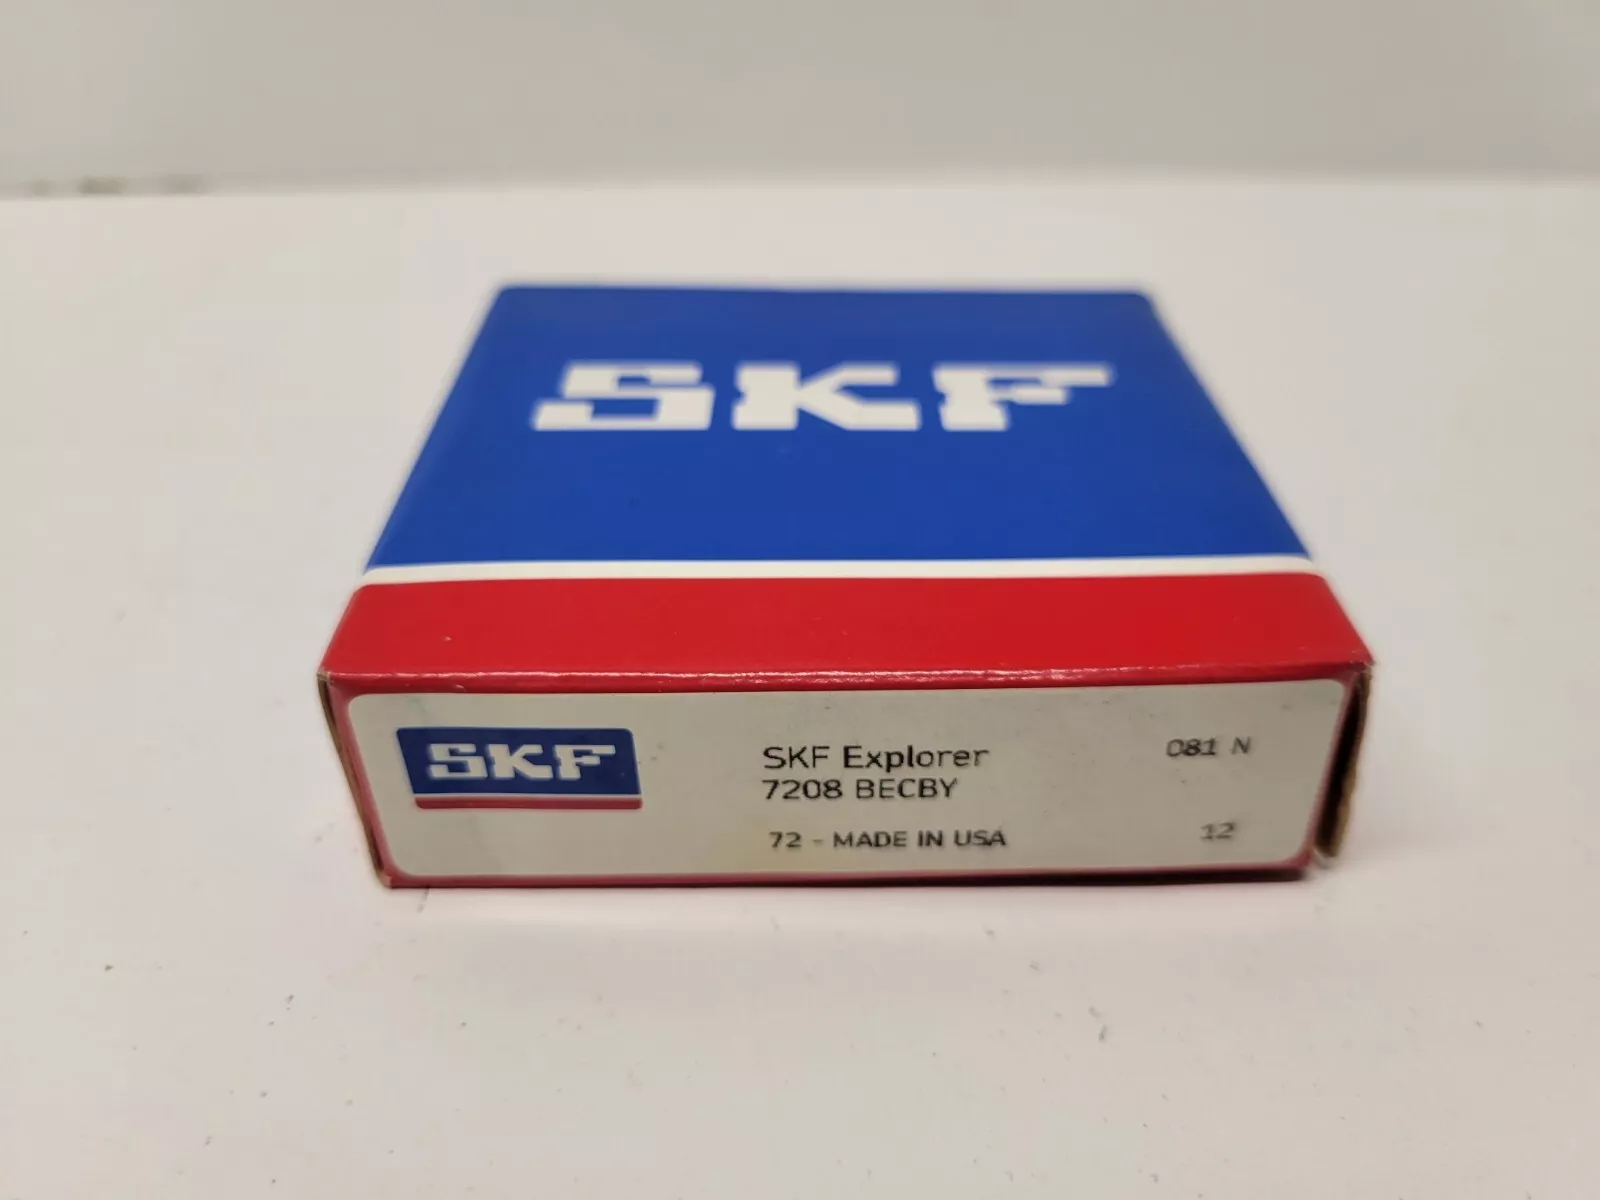 SKF
SKF
SKF Explorer
7208 BECBY
72 - MADE IN USA
081 N
12